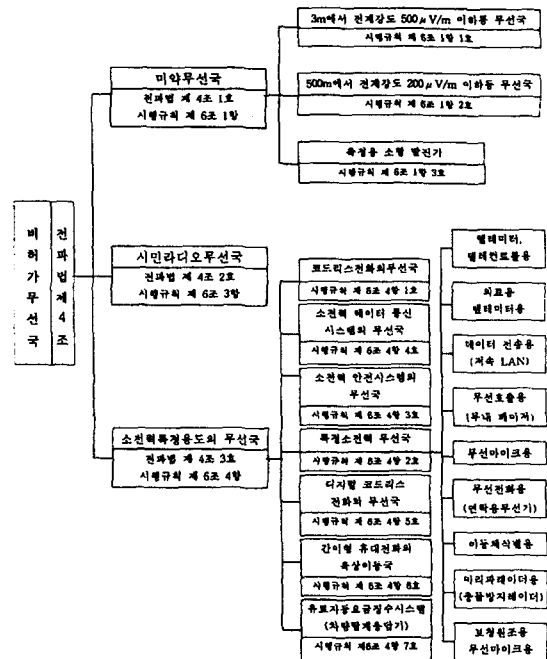 비허가무선국
전파법제4조
미약무선국
전파법 제 4조 1호
시행규칙 제 6조 1항
3m에서 전계강도 500μV/m 이하등 무선국
시행규칙 제 6조 1항 1호
500m에서 전계강도 200μV/m 이하등 무선국
시행규칙 제 6조 1항 2호
측정용 소형 발진기
시행규칙 제 6조 1항 3호
시민라디오무선국
전파법 제 4조 2호
시행규칙 제 6조 3항
소전력특정용도의 무선국
전파법 제 4조 3호
시행규칙 제 6조 4항
코드리스전화의무선국
시행규칙 제 6조 4항 1호
소전력 데이터 통신
시스템의 무선국
시행규칙 제 6조 4항 4호
소전력 안전시스템의
무선국
시행규칙 제 6조 4항 3호
특정소전력 무선국
시행규칙 제 6조 4항 2호
디지탈 코드리스
전화의 무선국
시행규칙 제 6조 4항 5호
간이형 휴대전화의
육상이동국
시행규칙 제 6조 4항 6호
유료자동요금징수시스템
(차량탑재응답기)
시행규칙 제 6조 4항 7호
텔레미터,
텔레컨트롤용
의료용
텔레미터용
데이터 전송용
(저속 LAN)
무선호출용
(구내 페이저)
무선마이크용
무선전화용
(연락용무선기)
이동체식별용
미리파레이더용
(충돌방지레이더)
보청원조용
무선마이크용